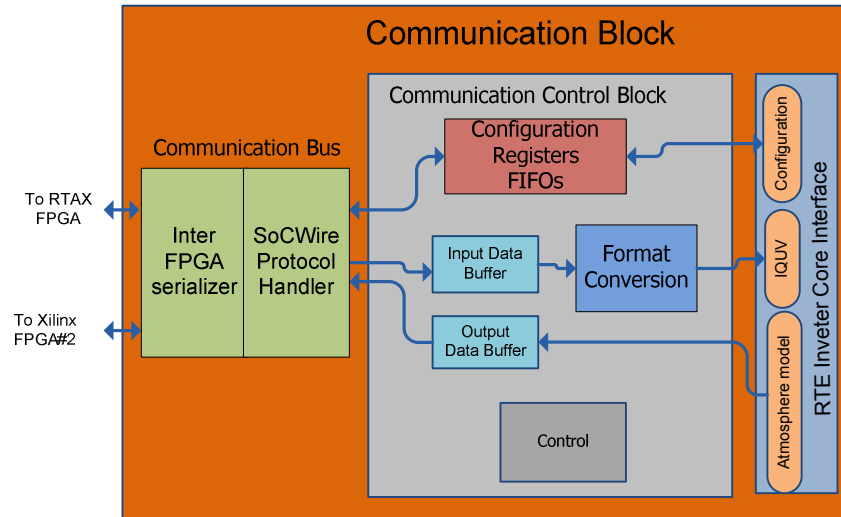 Communication Block
Communication Control Block
Configuration
Registers
FIFOs
Communication Bus
To RTAX
FPGA
Inter
FPGA
serializer
SoCWire
Protocol
Handler
To Xilinx
FPGA#2
Input Data
Buffer
Format
Conversion
Output
Data Buffer
Control
Configuration
IQUV
Atmosphere model
RTE Inveter Core Interface